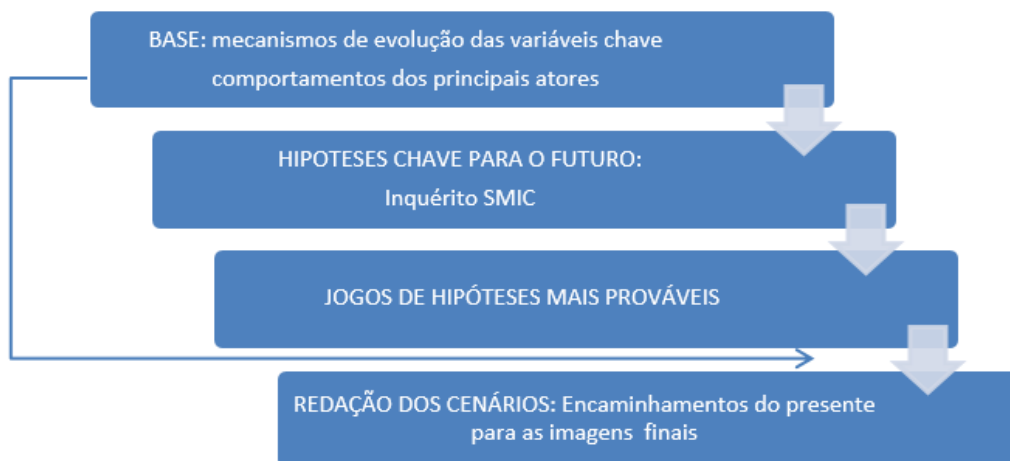 BASE: mecanismos de evolução das variáveis chave
comportamentos dos principais atores
HIPOTESES CHAVE PARA O FUTURO:
Inquérito SMIC
JOGOS DE HIPÓTESES MAIS PROVÁVEIS
REDAÇÃO DOS CENÁRIOS: Encaminhamentos do presente
para as imagens finais